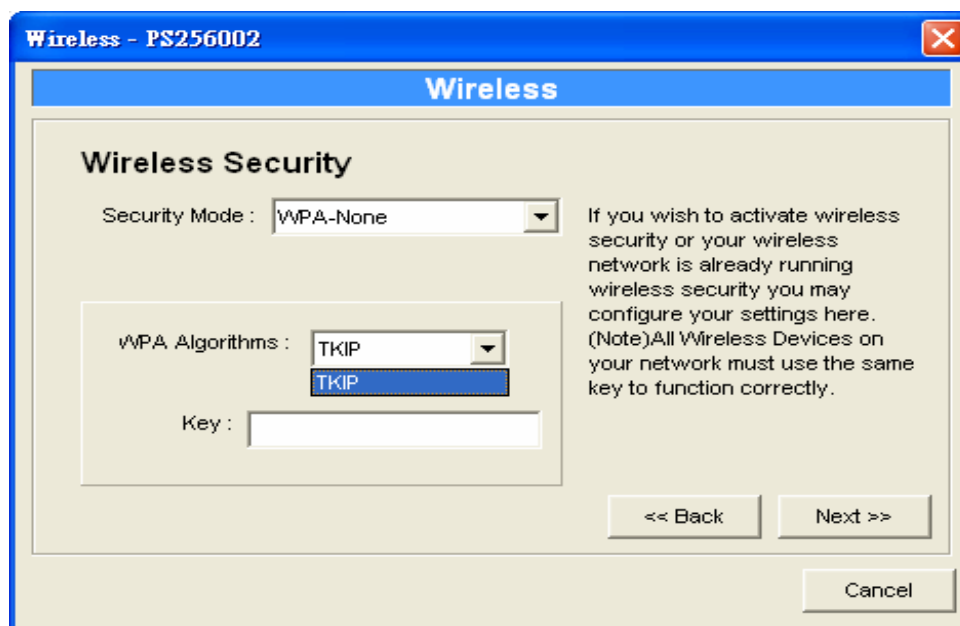 Wireless - PS256002
Wireless
Wireless Security
Security Mode :
WPA-None
If you wish to activate wireless
security or your wireless
network is already running
wireless security you may
configure your settings here.
(Note)All Wireless Devices on
your network must use the same
key to function correctly.
WPA Algorithms :
TKIP
TKIP
Key :
<< Back
Next >>
Cancel